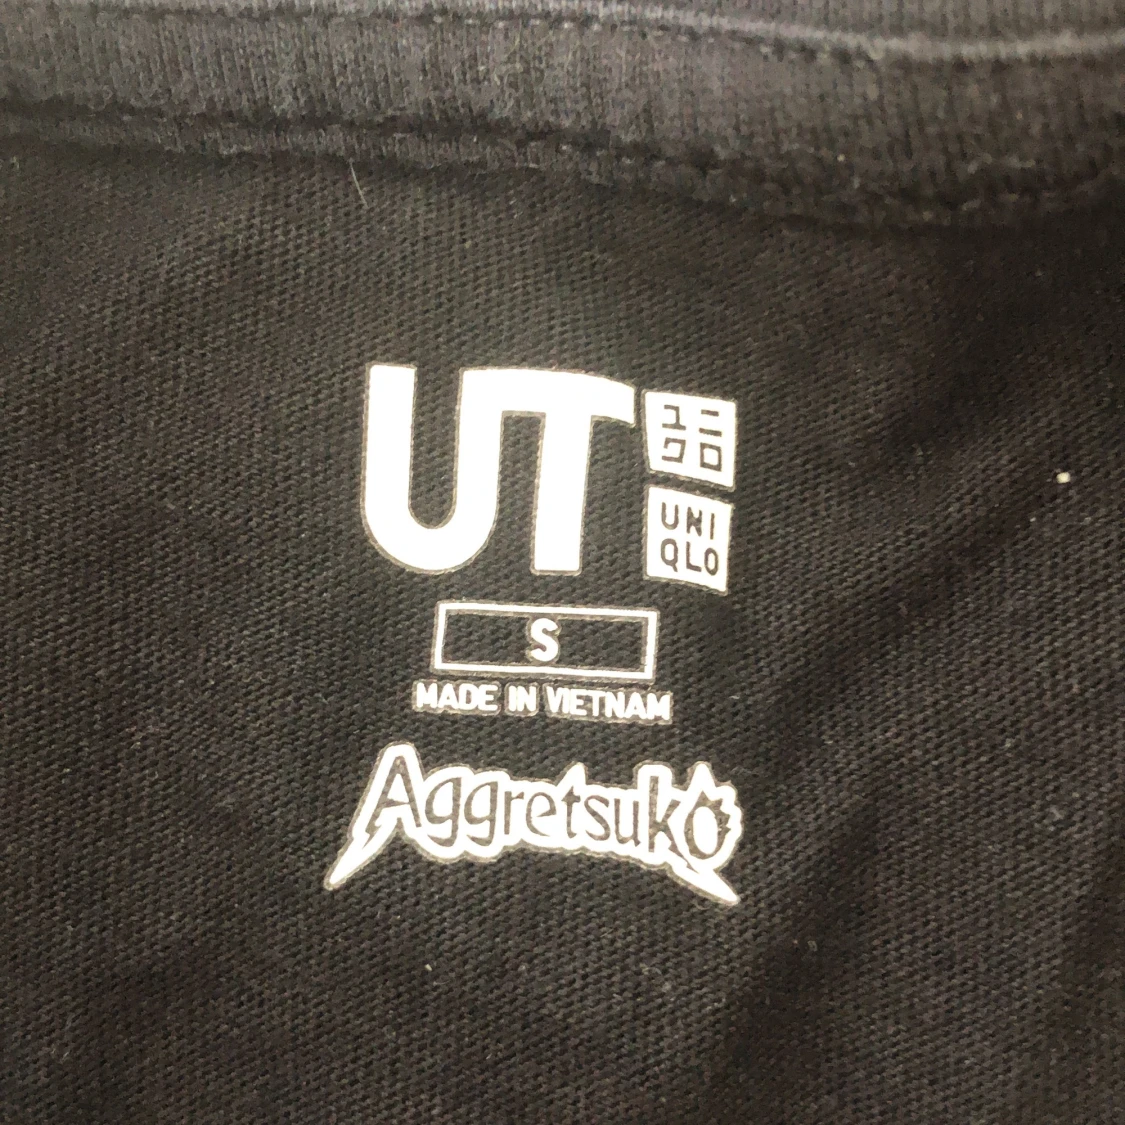 UT
ユニ
クロ
UNI
QLO
S
MADE IN VIETNAM
Aggretsuko